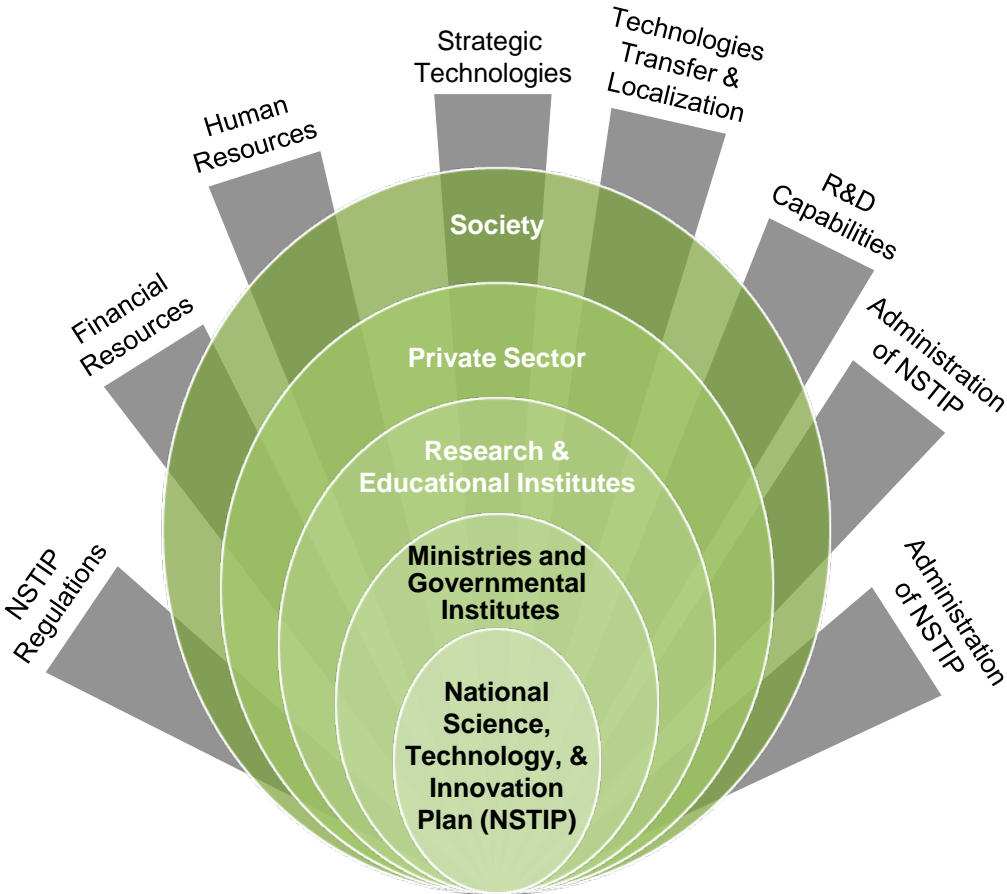 Strategic
Technologies
Technologies
Transfer &
Localization
Human
Resources
R&D
Capabilities
Financial
Resources
Administration
of NSTIP
NSTIP
Regulations
Administration
of NSTIP
Society
Private Sector
Research &
Educational Institutes
Ministries and
Governmental
Institutes
National
Science,
Technology, &
Innovation
Plan (NSTIP)